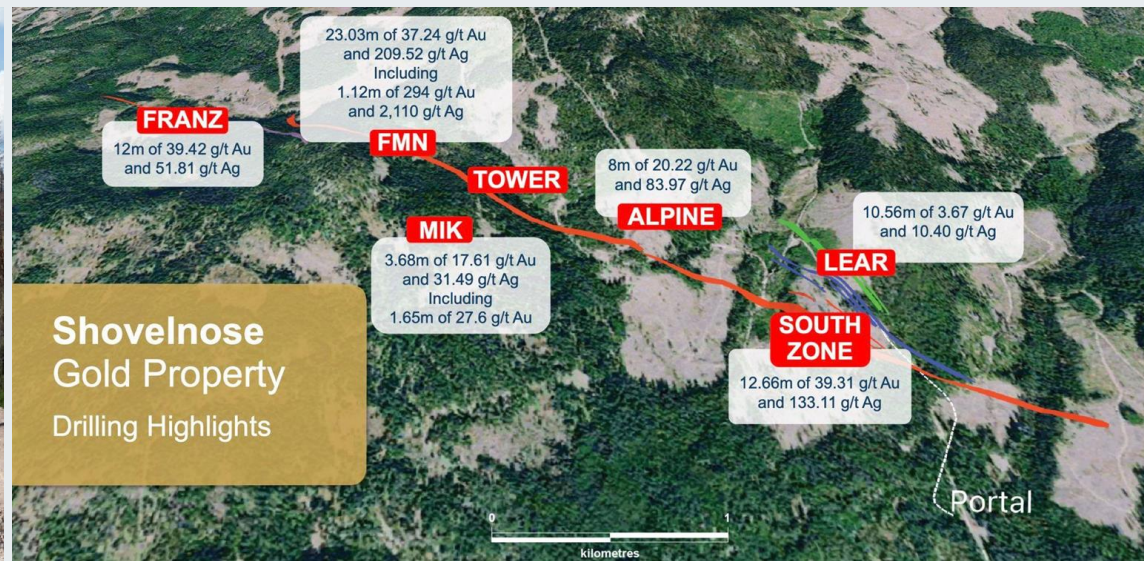 23.03m of 37.24 g/t Au
and 209.52 g/t Ag
Including
1.12m of 294 g/t Au
and 2,110 g/t Ag
FRANZ
12m of 39.42 g/t Au
and 51.81 g/t Ag
FMN
TOWER
8m of 20.22 g/t Au
and 83.97 g/t Ag
ALPINE
10.56m of 3.67 g/t Au
and 10.40 g/t Ag
LEAR
MIK
3.68m of 17.61 g/t Au
and 31.49 g/t Ag
Including
1.65m of 27.6 g/t Au
SOUTH
ZONE
12.66m of 39.31 g/t Au
and 133.11 g/t Ag
Shovelnose
Gold Property
Drilling Highlights
Portal
0 1
kilometres